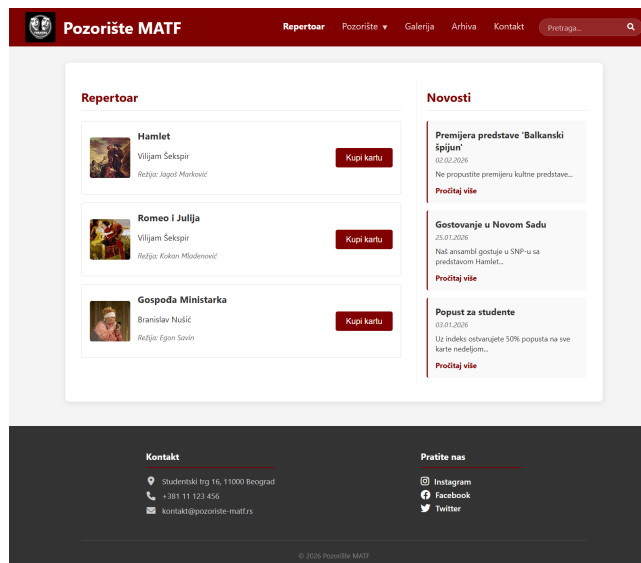 Pozorište MATF
Repertoar Pozorište ▼ Galerija Arhiva Kontakt Pretraga...
Repertoar
Hamlet
Vilijam Šekspir
Režija: Jagoš Marković
Kupi kartu
Romeo i Julija
Vilijam Šekspir
Režija: Kokan Mladenović
Kupi kartu
Gospođa Ministarka
Branislav Nušić
Režija: Egon Savin
Kupi kartu
Novosti
Premijera predstave 'Balkanski
špijun'
02.02.2026
Ne propustite premijeru kultne predstave...
Pročitaj više
Gostovanje u Novom Sadu
25.01.2026
Naš ansambl gostuje u SNP-u sa
predstavom Hamlet...
Pročitaj više
Popust za studente
03.01.2026
Uz indeks ostvarujete 50% popusta na sve
karte nedeljom...
Pročitaj više
Kontakt
Studentski trg 16, 11000 Beograd
+381 11 123 456
kontakt@pozoriste-matf.rs
Pratite nas
Instagram
Facebook
Twitter
© 2026 Pozorište MATF